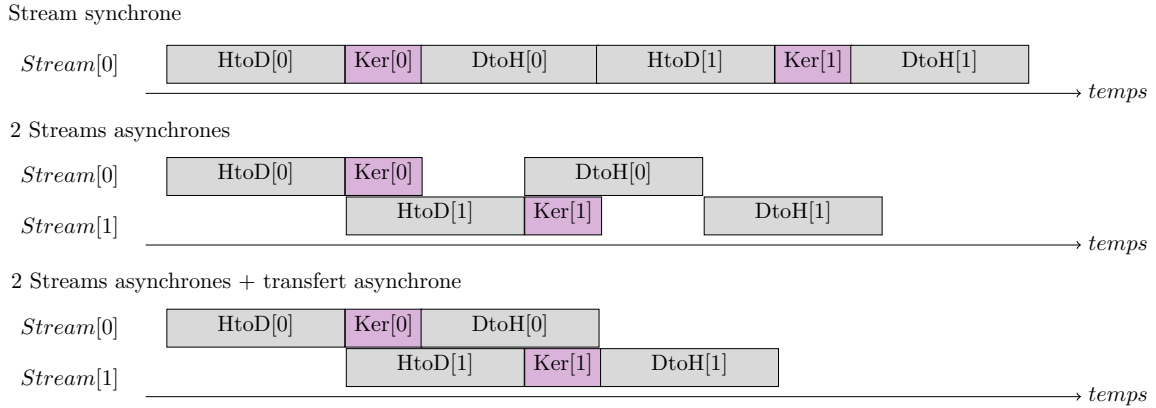 Stream synchrone
Stream[0] HtoD[0] Ker[0] DtoH[0] HtoD[1] Ker[1] DtoH[1]
temps
2 Streams asynchrones
Stream[0] HtoD[0] Ker[0] DtoH[0]
Stream[1] HtoD[1] Ker[1] DtoH[1]
temps
2 Streams asynchrones + transfert asynchrone
Stream[0] HtoD[0] Ker[0] DtoH[0]
Stream[1] HtoD[1] Ker[1] DtoH[1]
temps